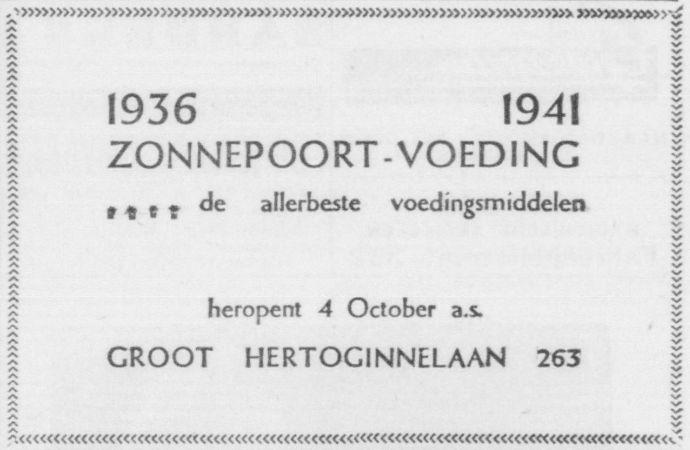 1936 1941
ZONNEPOORT-VOEDING
de allerbeste voedingsmiddelen
heropent 4 October a.s.
GROOT HERTOGINNELAAN 263